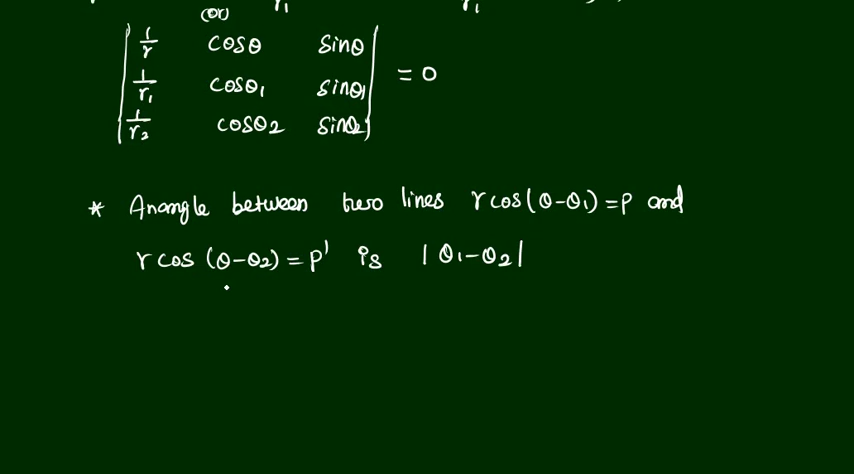 (or)
| 1/r cosθ sinθ |
| 1/r₁ cosθ₁ sinθ₁ | = 0
| 1/r₂ cosθ₂ sinθ₂ |
* Anangle between two lines r cos(θ-θ₁) = p and
r cos (θ-θ₂) = p' is |θ₁-θ₂|